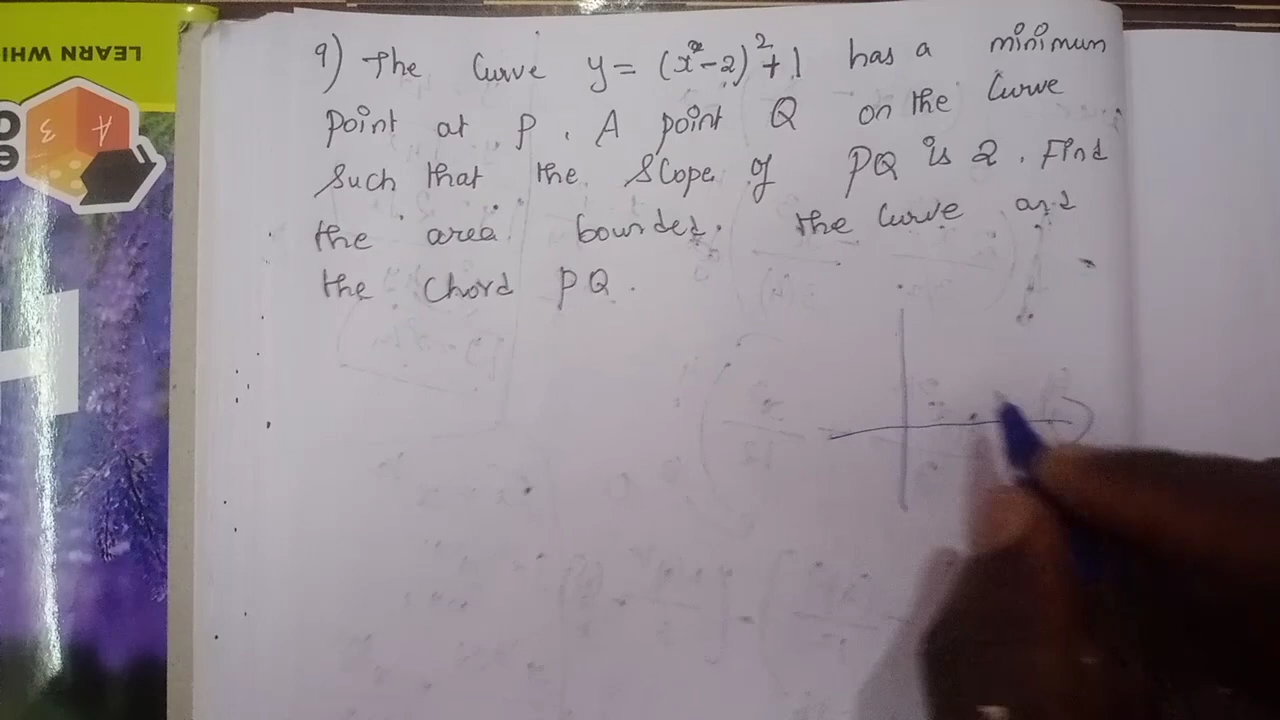 LEARN WHI
A
3
9) The Curve y = (x²-2)² + 1 has a minimum
point at P. A point Q on the Curve
Such that the Slope of PQ is 2. Find
the area bounded. the Curve and
the Chord PQ.